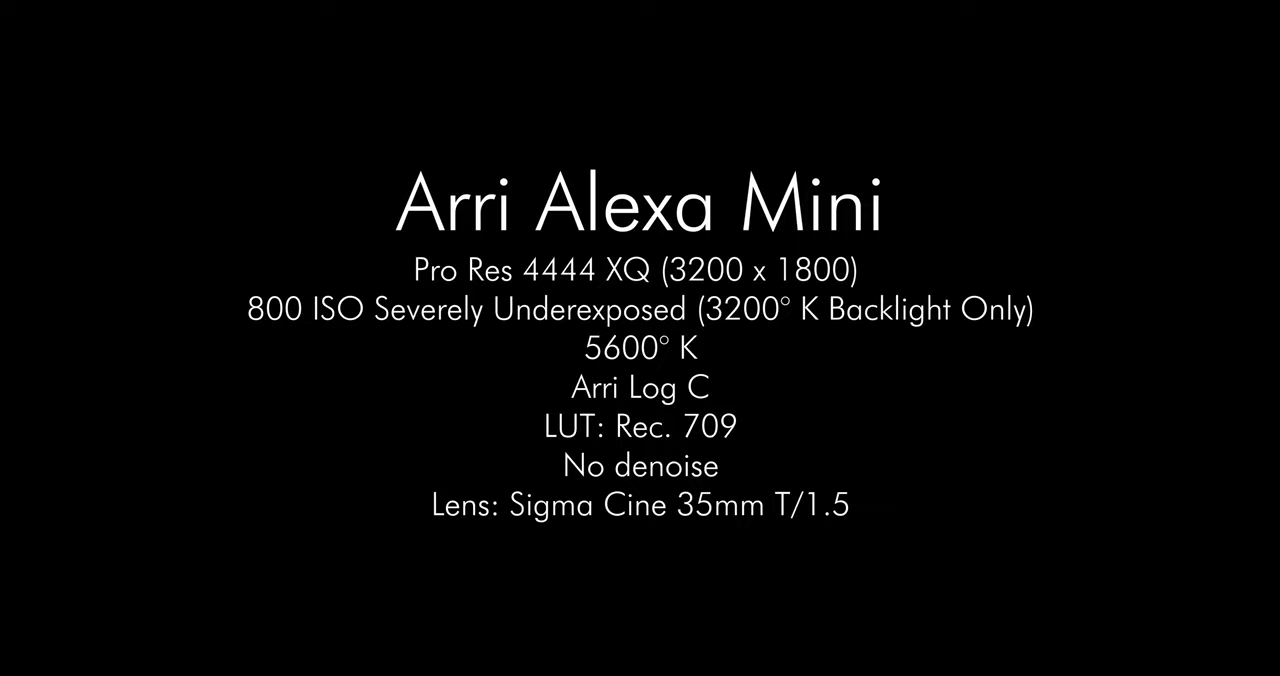 Arri Alexa Mini
Pro Res 4444 XQ (3200 x 1800)
800 ISO Severely Underexposed (3200° K Backlight Only)
5600° K
Arri Log C
LUT: Rec. 709
No denoise
Lens: Sigma Cine 35mm T/1.5